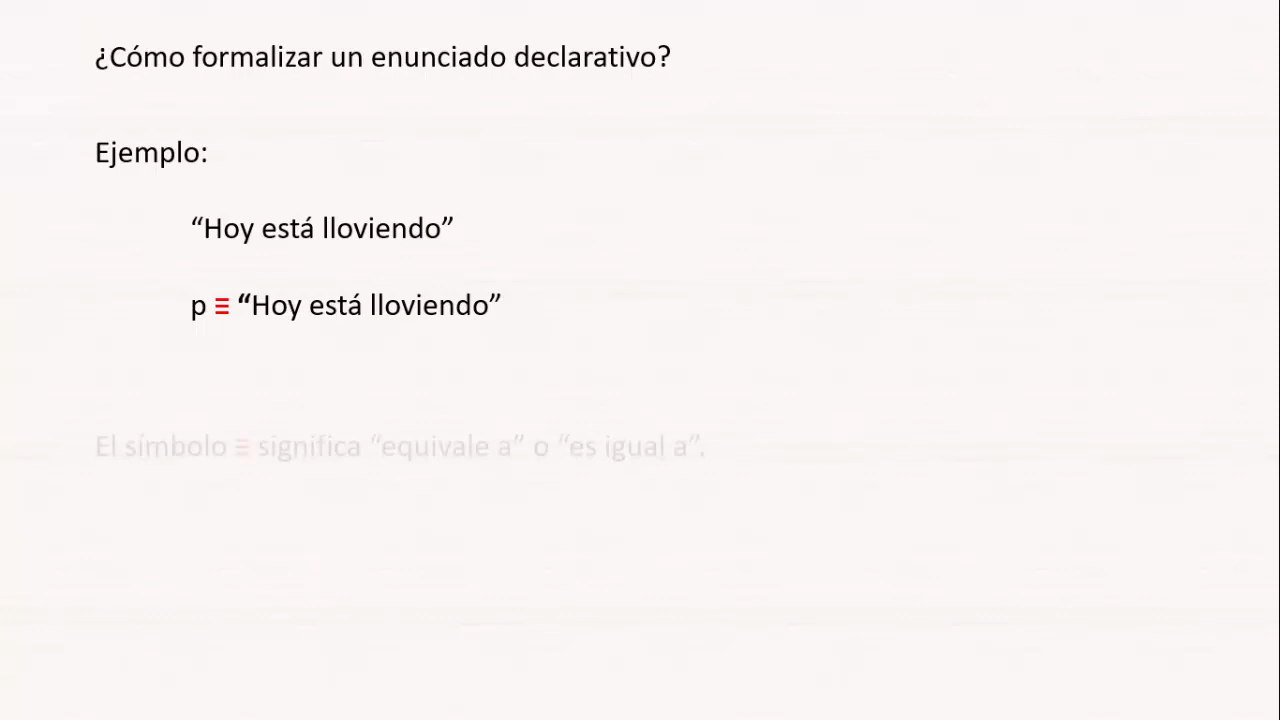 ¿Cómo formalizar un enunciado declarativo?
Ejemplo:
“Hoy está lloviendo”
p ≡ “Hoy está lloviendo”
El símbolo ≡ significa “equivale a” o “es igual a”.